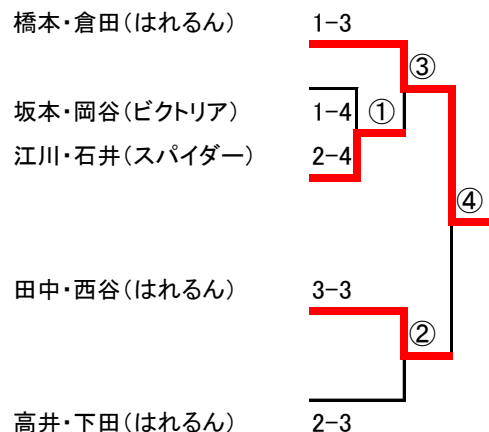 橋本・倉田（はれるん） 1-3
③
坂本・岡谷（ビクトリア） 1-4 ①
江川・石井（スパイダー） 2-4
④
田中・西谷（はれるん） 3-3
②
高井・下田（はれるん） 2-3